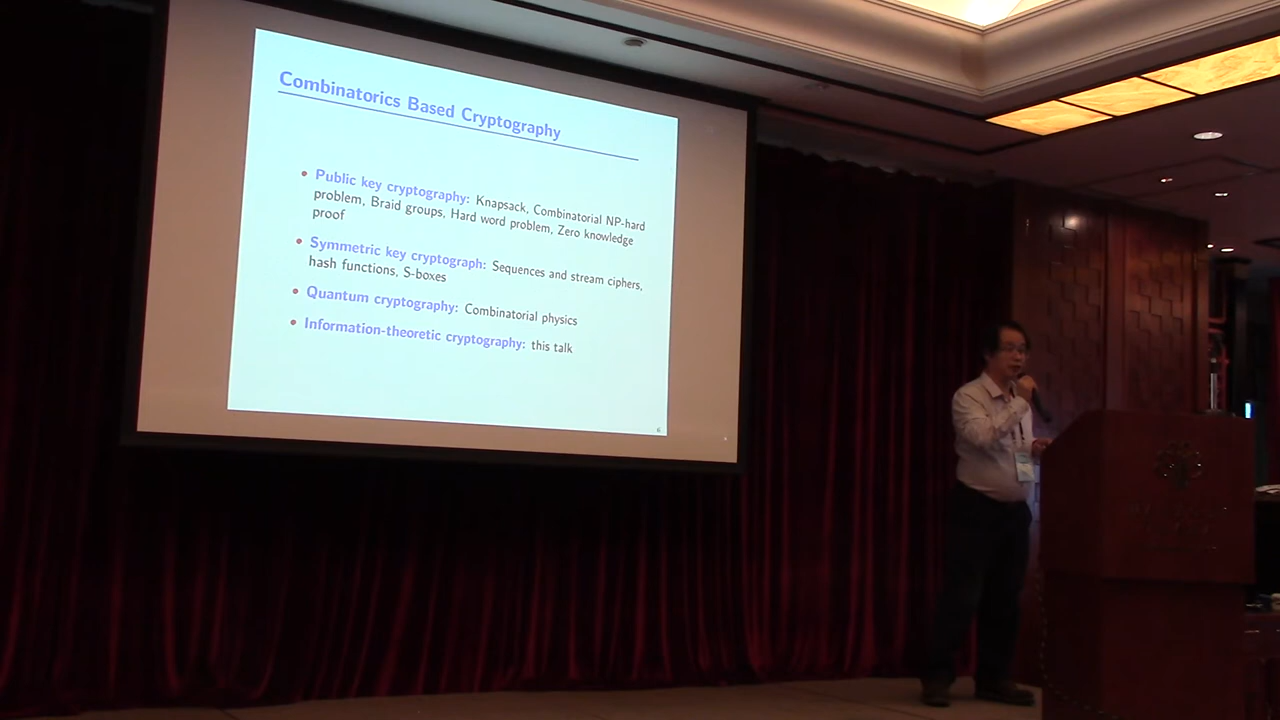 Combinatorics Based Cryptography
• Public key cryptography: Knapsack, Combinatorial NP-hard
problem, Braid groups, Hard word problem, Zero knowledge
proof
• Symmetric key cryptograph: Sequences and stream ciphers,
hash functions, S-boxes
• Quantum cryptography: Combinatorial physics
• Information-theoretic cryptography: this talk